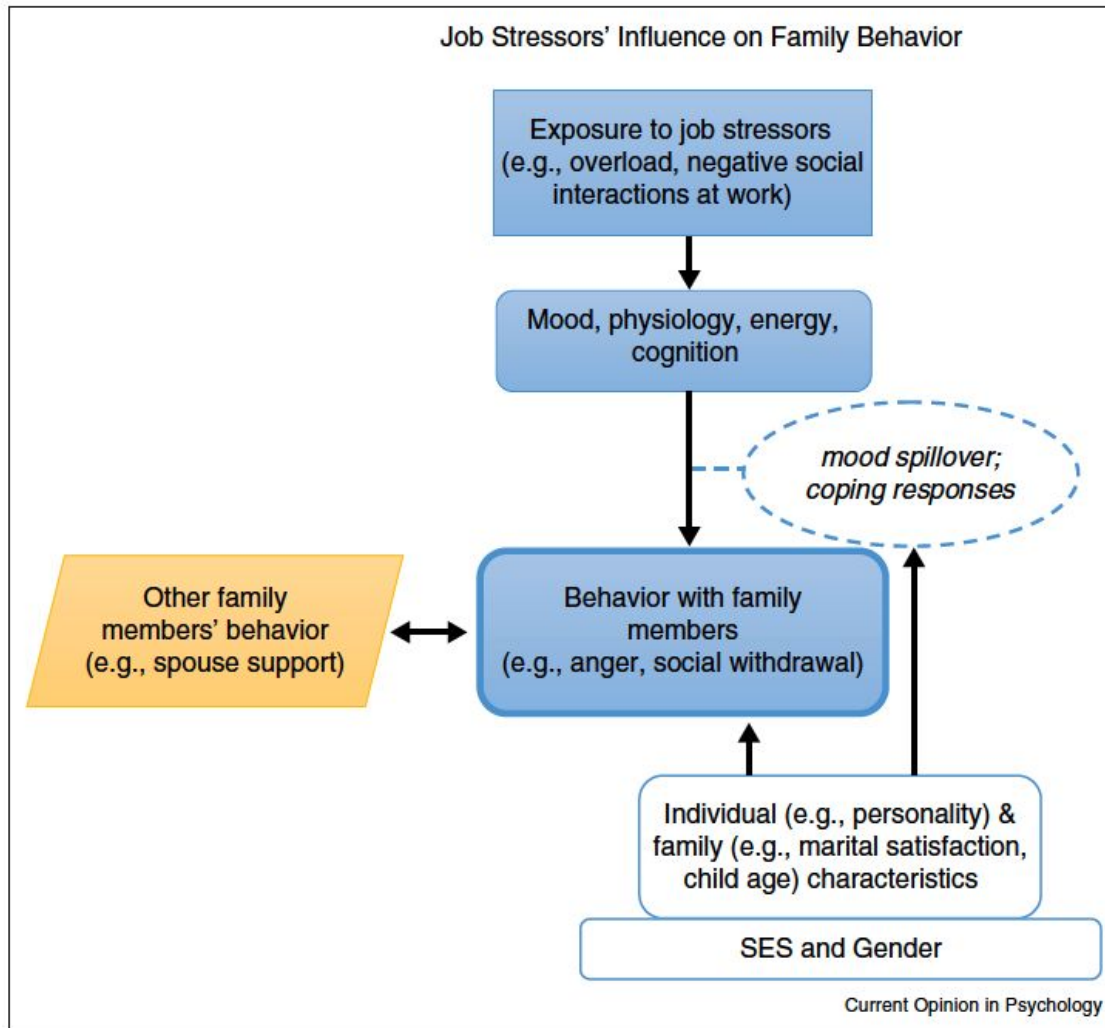 Job Stressors' Influence on Family Behavior
Exposure to job stressors
(e.g., overload, negative social
interactions at work)
Mood, physiology, energy,
cognition
mood spillover;
coping responses
Other family
members' behavior
(e.g., spouse support)
Behavior with family
members
(e.g., anger, social withdrawal)
Individual (e.g., personality) &
family (e.g., marital satisfaction,
child age) characteristics
SES and Gender
Current Opinion in Psychology